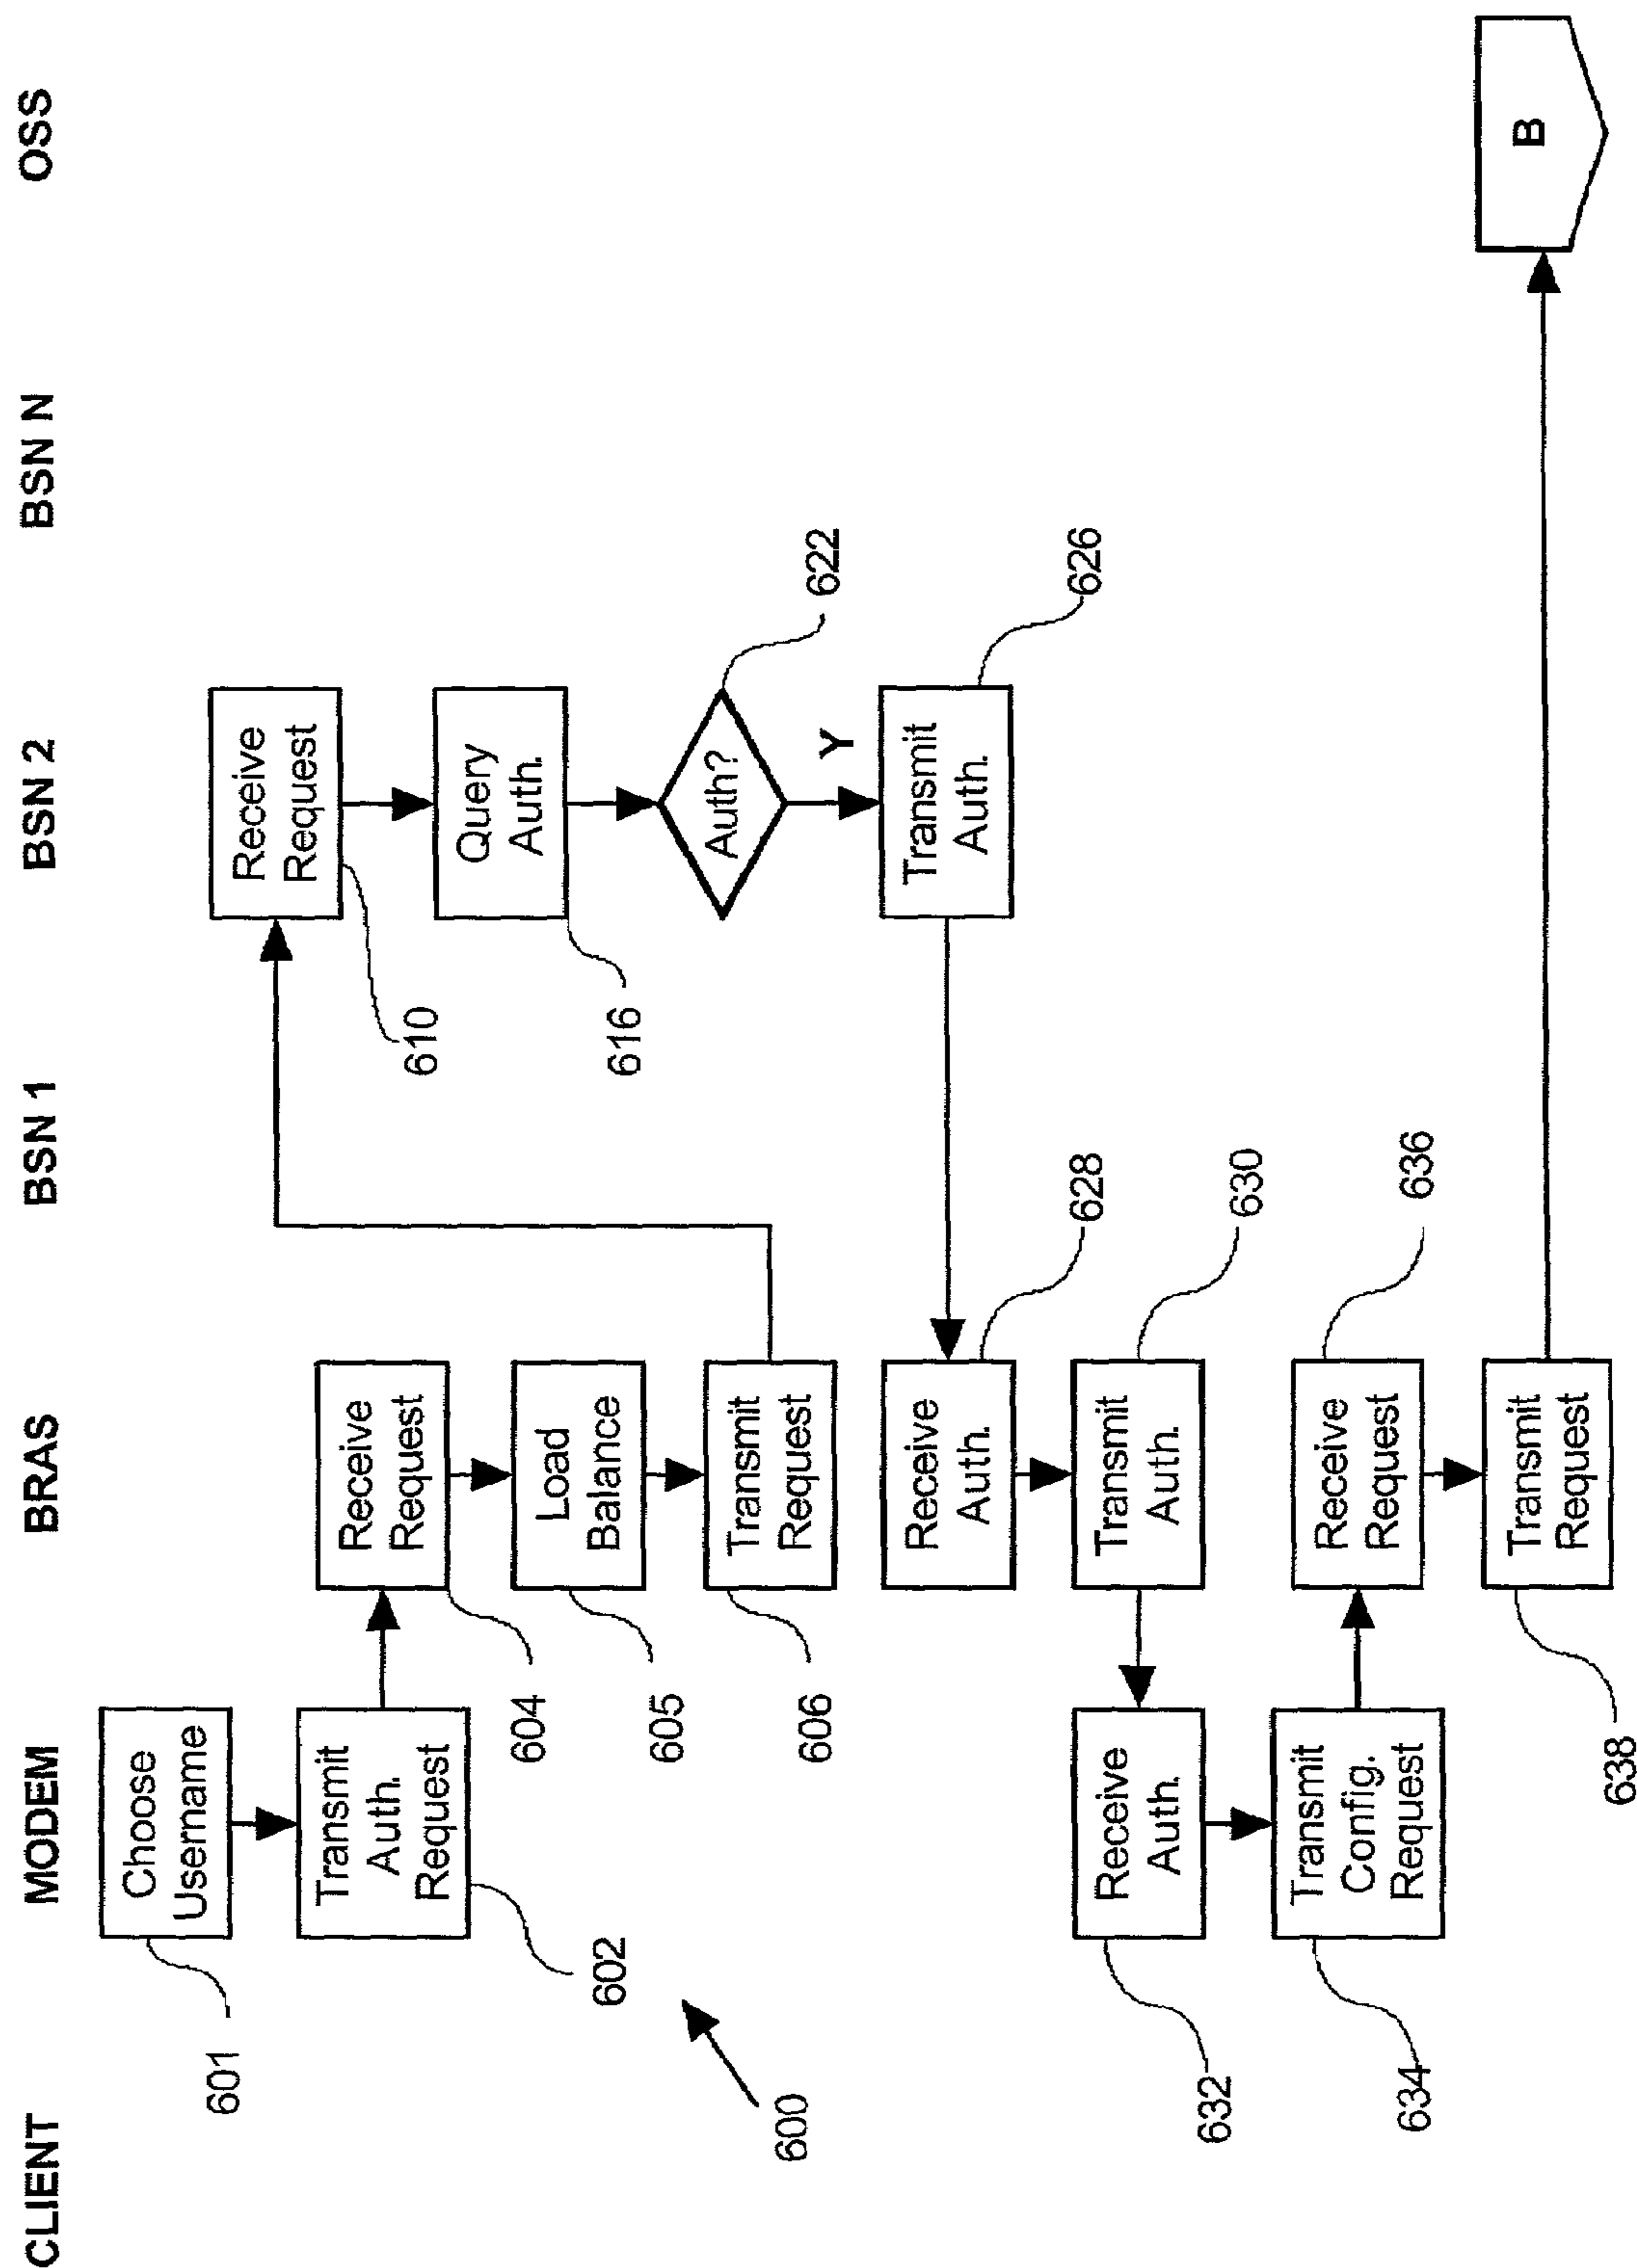 CLIENT
MODEM
BRAS
BSN 1
BSN 2
BSN N
OSS
Choose
Username
601
Transmit
Auth.
Request
602
600
Receive
Request
604
Load
Balance
605
Transmit
Request
606
Receive
Request
610
Query
Auth.
616
Auth?
622
Y
Transmit
Auth.
626
Receive
Auth.
628
Transmit
Auth.
630
Receive
Auth.
632
Transmit
Config.
Request
634
Receive
Request
636
Transmit
Request
638
B